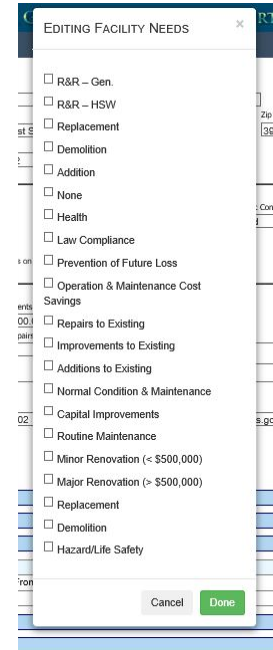 EDITING FACILITY NEEDS
×
R&R – Gen.
R&R – HSW
Replacement
Demolition
Addition
None
Health
Law Compliance
Prevention of Future Loss
Operation & Maintenance Cost
Savings
Repairs to Existing
Improvements to Existing
Additions to Existing
Normal Condition & Maintenance
Capital Improvements
Routine Maintenance
Minor Renovation (< $500,000)
Major Renovation (> $500,000)
Replacement
Demolition
Hazard/Life Safety
Cancel
Done
Zip